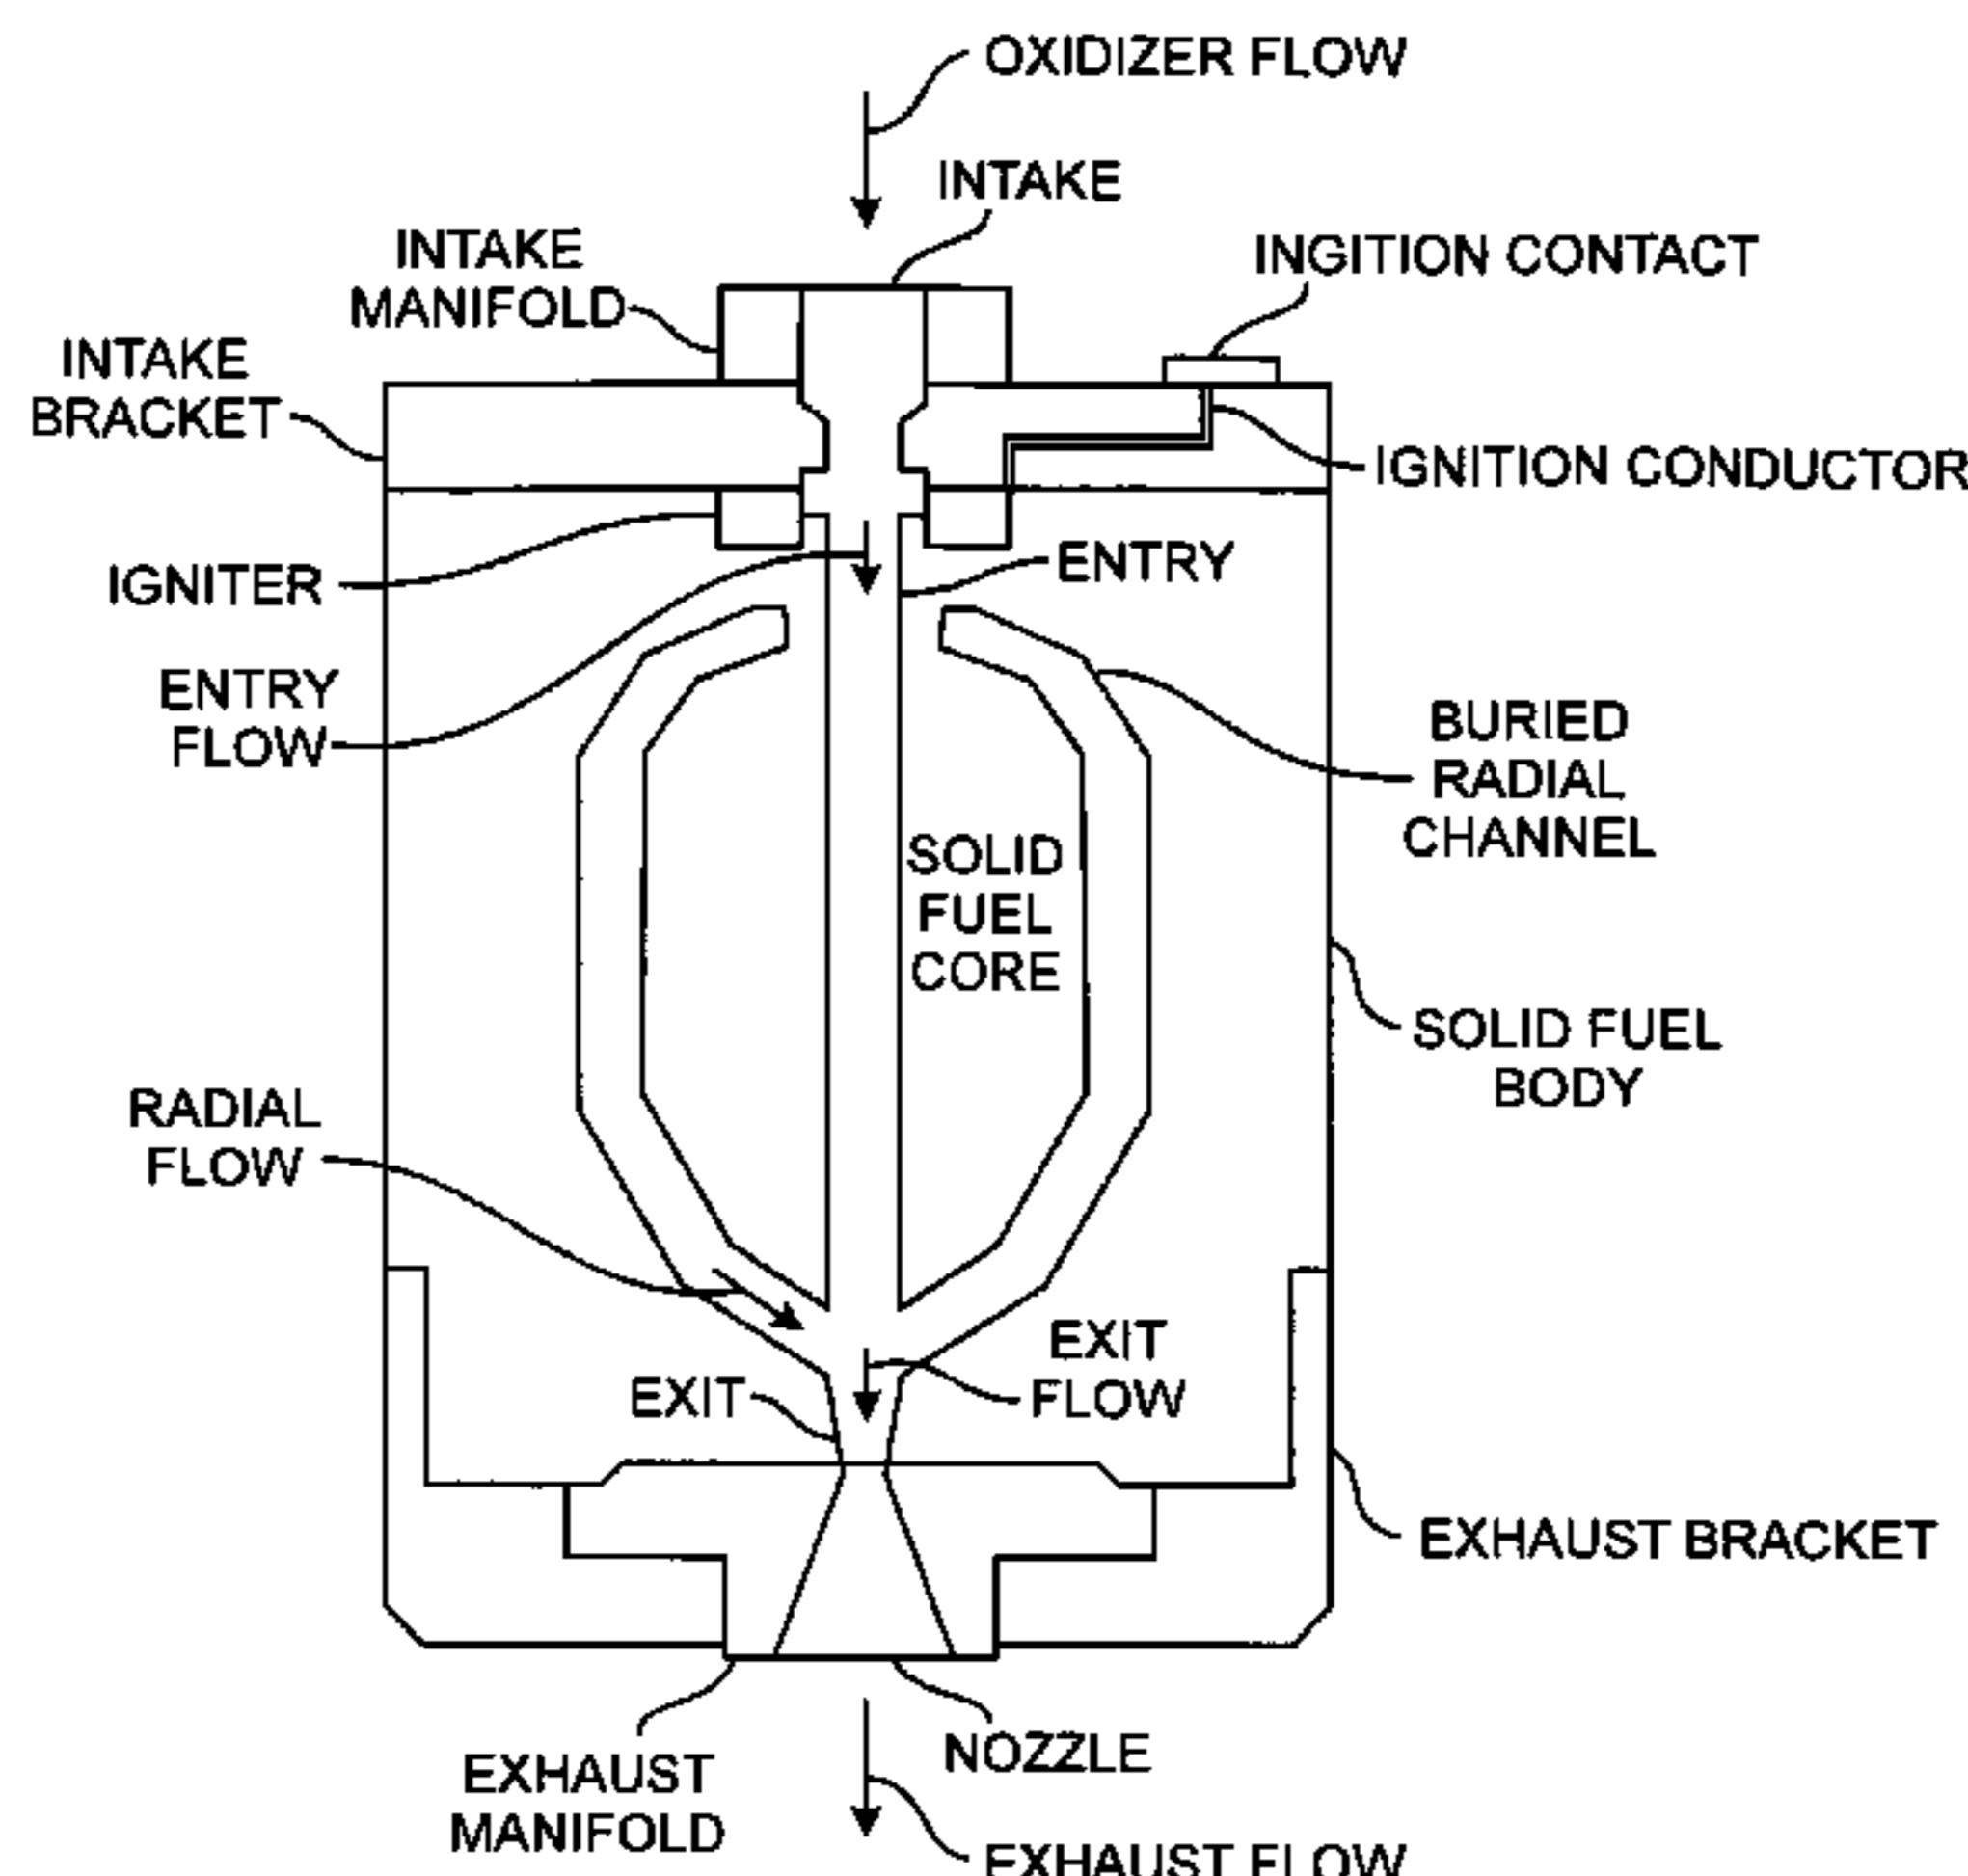 OXIDIZER FLOW
INTAKE
INTAKE
MANIFOLD
INGITION CONTACT
INTAKE
BRACKET
IGNITION CONDUCTOR
IGNITER
ENTRY
ENTRY
FLOW
BURIED
RADIAL
CHANNEL
SOLID
FUEL
CORE
SOLID FUEL
BODY
RADIAL
FLOW
EXIT
FLOW
EXIT
EXHAUST BRACKET
NOZZLE
EXHAUST
MANIFOLD
EXHAUST FLOW